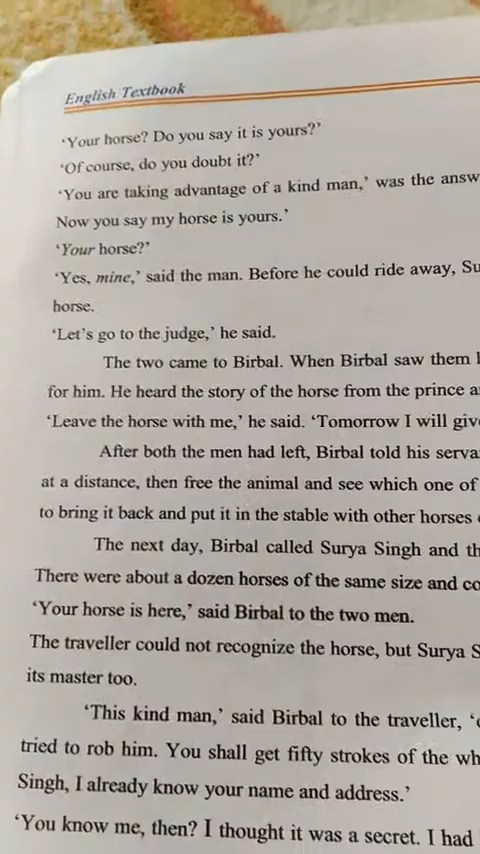 English Textbook
‘Your horse? Do you say it is yours?’
‘Of course, do you doubt it?’
‘You are taking advantage of a kind man,’ was the answ
Now you say my horse is yours.’
‘Your horse?’
‘Yes, mine,’ said the man. Before he could ride away, Su
horse.
‘Let’s go to the judge,’ he said.
The two came to Birbal. When Birbal saw them
for him. He heard the story of the horse from the prince a
‘Leave the horse with me,’ he said. ‘Tomorrow I will give
After both the men had left, Birbal told his serva
at a distance, then free the animal and see which one of
to bring it back and put it in the stable with other horses
The next day, Birbal called Surya Singh and th
There were about a dozen horses of the same size and co
‘Your horse is here,’ said Birbal to the two men.
The traveller could not recognize the horse, but Surya S
its master too.
‘This kind man,’ said Birbal to the traveller, ‘
tried to rob him. You shall get fifty strokes of the wh
Singh, I already know your name and address.’
‘You know me, then? I thought it was a secret. I had